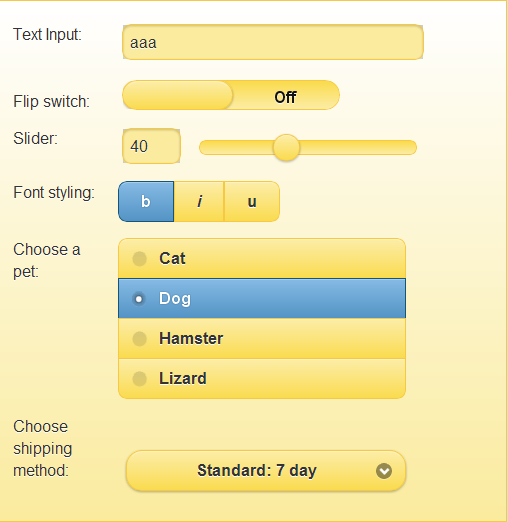 Text Input:
aaa
Flip switch:
Off
Slider:
40
Font styling:
b i u
Choose a
pet:
Cat
Dog
Hamster
Lizard
Choose
shipping
method:
Standard: 7 day